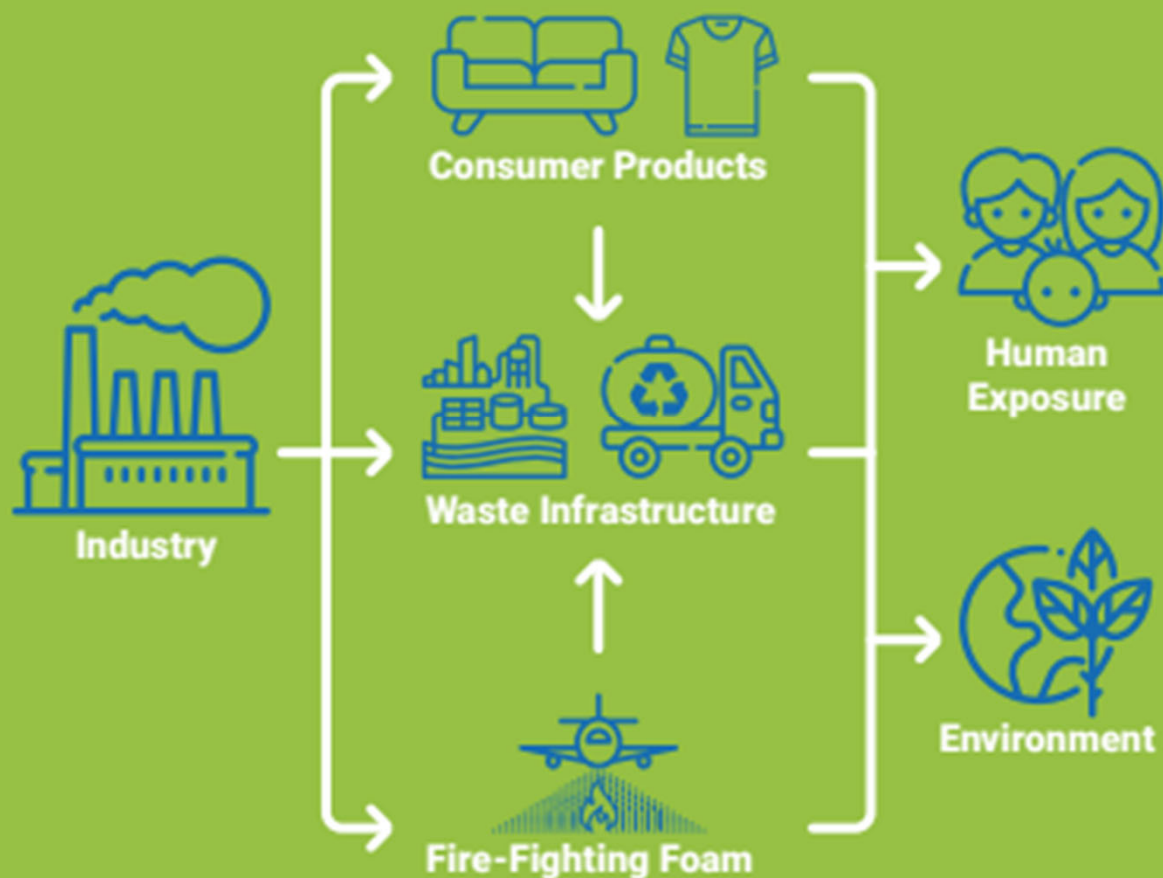 Consumer Products
Human
Exposure
Waste Infrastructure
Industry
Environment
Fire-Fighting Foam